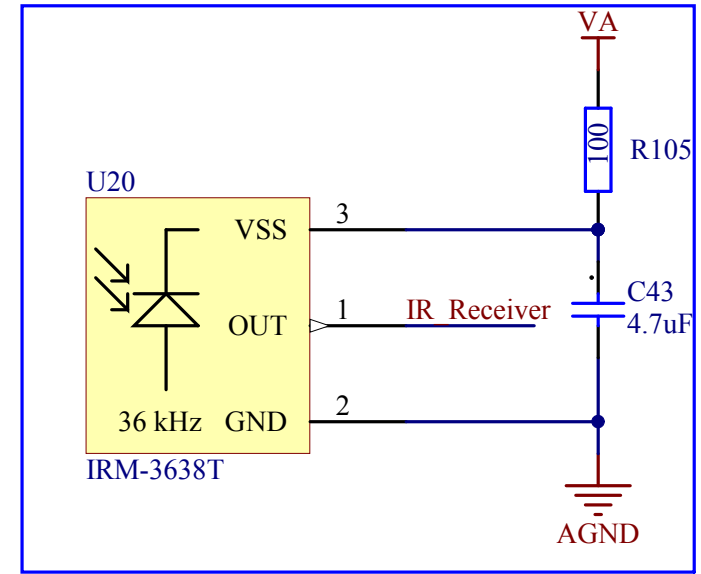 VA
100
R105
U20
VSS
3
C43
4.7uF
OUT
1
IR_Receiver
36 kHz
GND
2
IRM-3638T
AGND